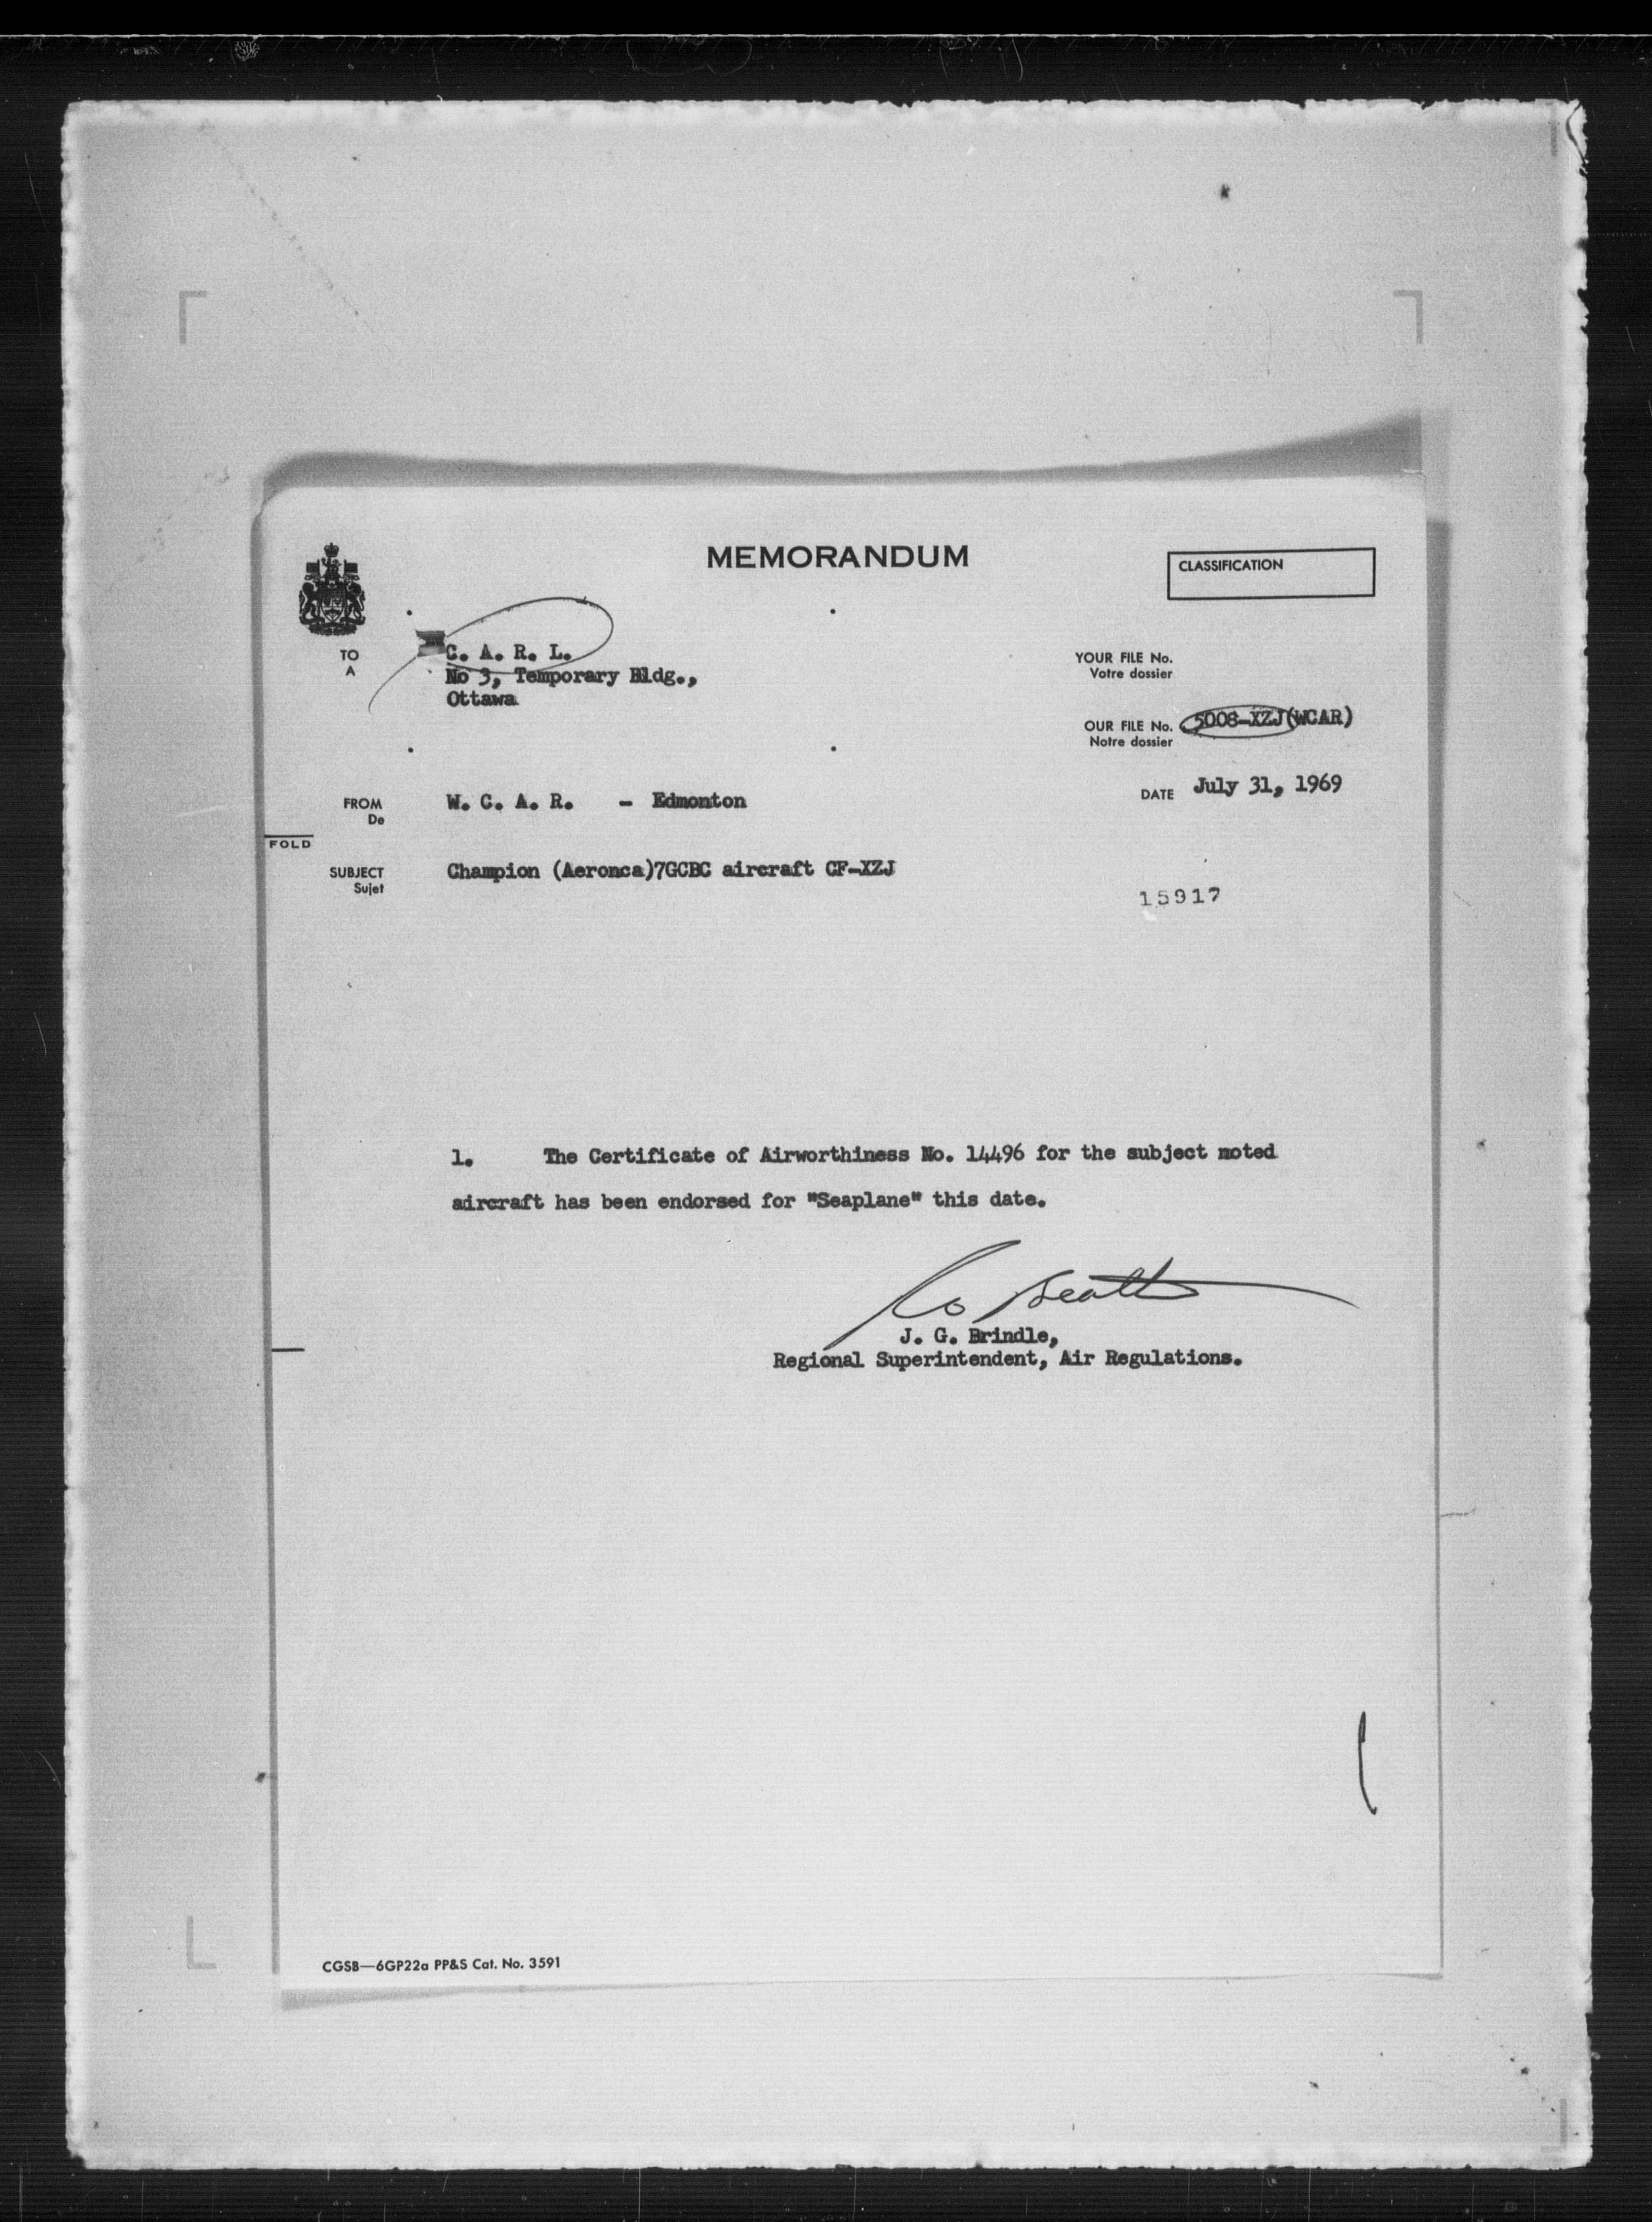 MEMORANDUM
CLASSIFICATION
TO
A
C. A. R. L.
No 3, Temporary Bldg.,
Ottawa
YOUR FILE No.
Votre dossier
OUR FILE No. 5008-XZJ(WCAR)
Notre dossier
DATE July 31, 1969
FROM
De
W. C. A. R. - Edmonton
FOLD
SUBJECT
Sujet
Champion (Aeronca)7GCBC aircraft CF-XZJ
15917
1. The Certificate of Airworthiness No. 14496 for the subject noted
aircraft has been endorsed for "Seaplane" this date.
J. G. Brindle,
Regional Superintendent, Air Regulations.
CGSB—6GP22a PP&S Cat. No. 3591